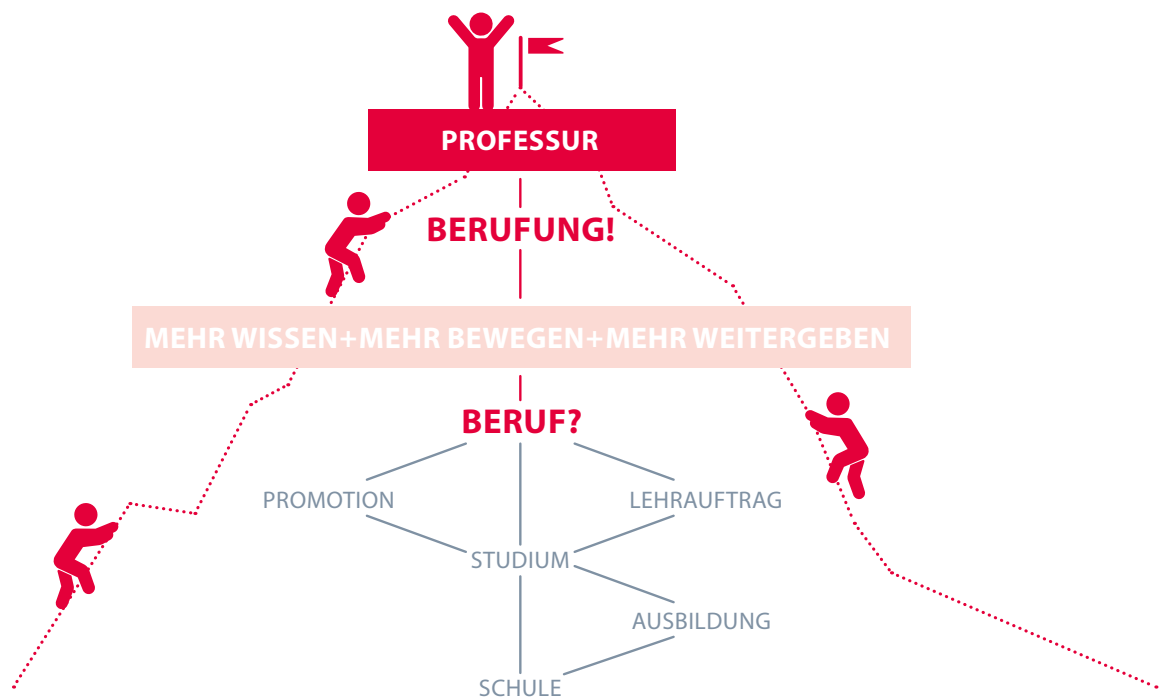 PROFESSUR
BERUFUNG!
MEHR WISSEN+MEHR BEWEGEN+MEHR WEITERGEBEN
BERUF?
PROMOTION
LEHRAUFTRAG
STUDIUM
AUSBILDUNG
SCHULE